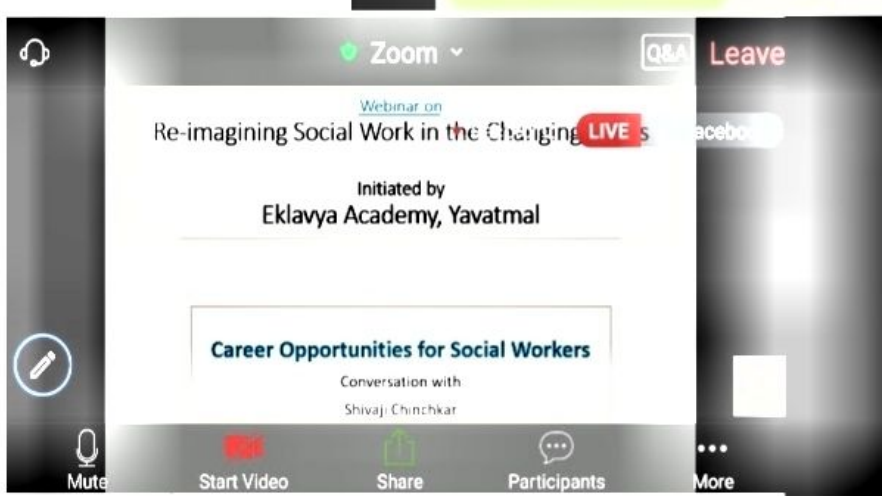 Zoom
Q&A
Leave
Webinar on
Re-imagining Social Work in the Changing
LIVE
Initiated by
Eklavya Academy, Yavatmal
Career Opportunities for Social Workers
Conversation with
Shivaji Chinchkar
Mute
Start Video
Share
Participants
More